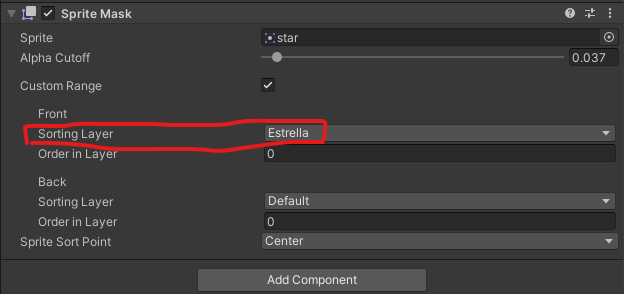 Sprite Mask
Sprite star
Alpha Cutoff 0.037
Custom Range
Front
Sorting Layer Estrella
Order in Layer 0
Back
Sorting Layer Default
Order in Layer 0
Sprite Sort Point Center
Add Component